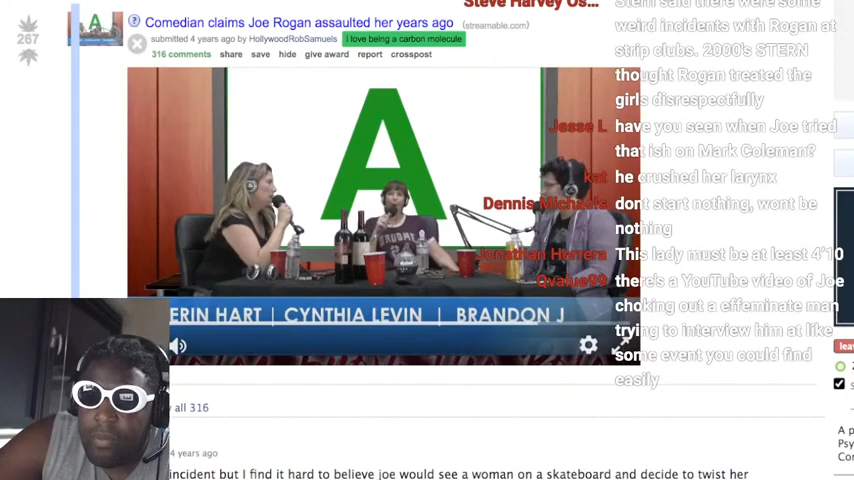 Steve Harvey Os...
Stern said there were some
weird incidents with Rogan at
strip clubs. 2000's STERN
thought Rogan treated the
girls disrespectfully
Jesse L have you seen when Joe tried
that ish on Mark Coleman?
kat he crushed her larynx
Dennis Michaels dont start nothing, wont be
nothing
Jonathan Herrera This lady must be at least 4'10
Qvalue99 there's a YouTube video of Joe
choking out a effeminate man
trying to interview him at like
some event you could find
easily
267
Comedian claims Joe Rogan assaulted her years ago (streamable.com)
submitted 4 years ago by HollywoodRobSamuels I love being a carbon molecule
316 comments share save hide give award report crosspost
A
ERIN HART | CYNTHIA LEVIN | BRANDON J
all 316
4 years ago
incident but I find it hard to believe joe would see a woman on a skateboard and decide to twist her
lea
A p
Psy
Cor